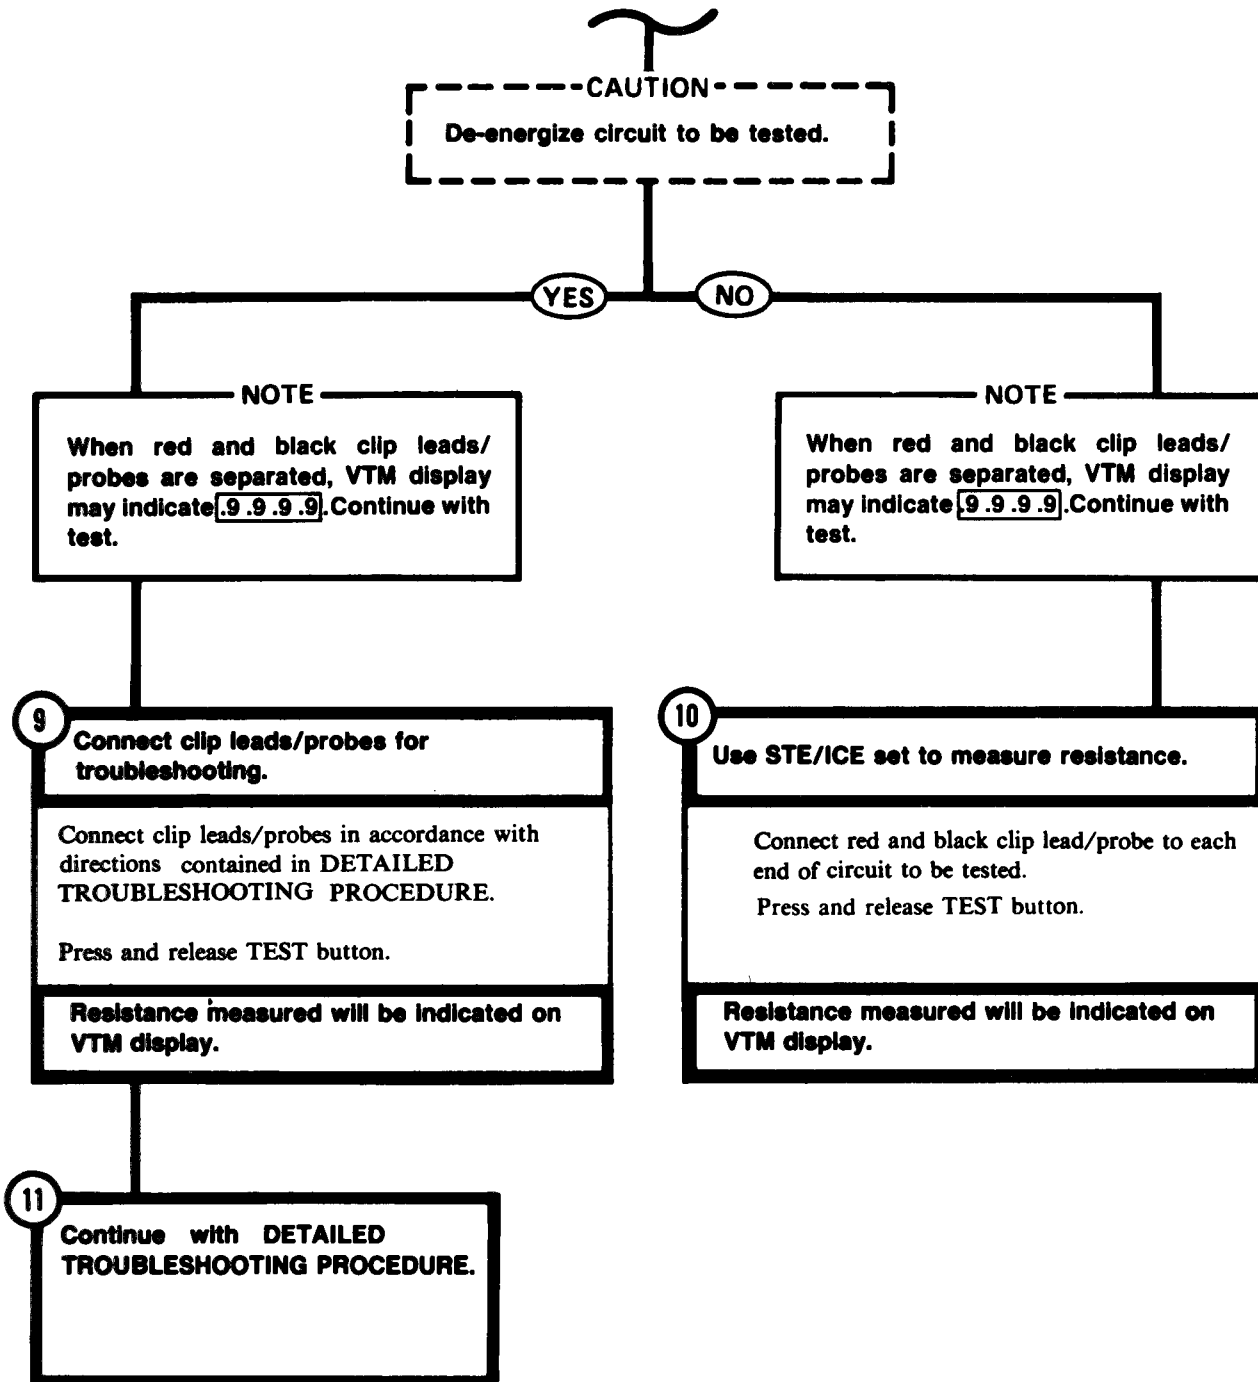 CAUTION
De-energize circuit to be tested.
YES
NO
NOTE
When red and black clip leads/
probes are separated, VTM display
may indicate .9 .9 .9 .9 .Continue with
test.
NOTE
When red and black clip leads/
probes are separated, VTM display
may indicate .9 .9 .9 .9 .Continue with
test.
9
Connect clip leads/probes for
troubleshooting.
Connect clip leads/probes in accordance with
directions contained in DETAILED
TROUBLESHOOTING PROCEDURE.
Press and release TEST button.
Resistance measured will be indicated on
VTM display.
10
Use STE/ICE set to measure resistance.
Connect red and black clip lead/probe to each
end of circuit to be tested.
Press and release TEST button.
Resistance measured will be indicated on
VTM display.
11
Continue with DETAILED
TROUBLESHOOTING PROCEDURE.